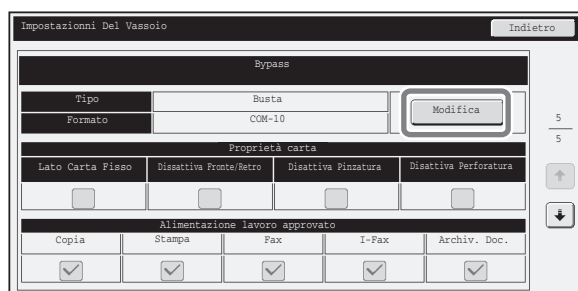 Impostazionni Del Vassoio
Indietro
Bypass
Tipo
Busta
Modifica
Formato
COM-10
5
5
Proprietà carta
Lato Carta Fisso
Dissattiva Fronte/Retro
Disattiva Pinzatura
Disattiva Perforatura
Alimentazione lavoro approvato
Copia
Stampa
Fax
I-Fax
Archiv. Doc.